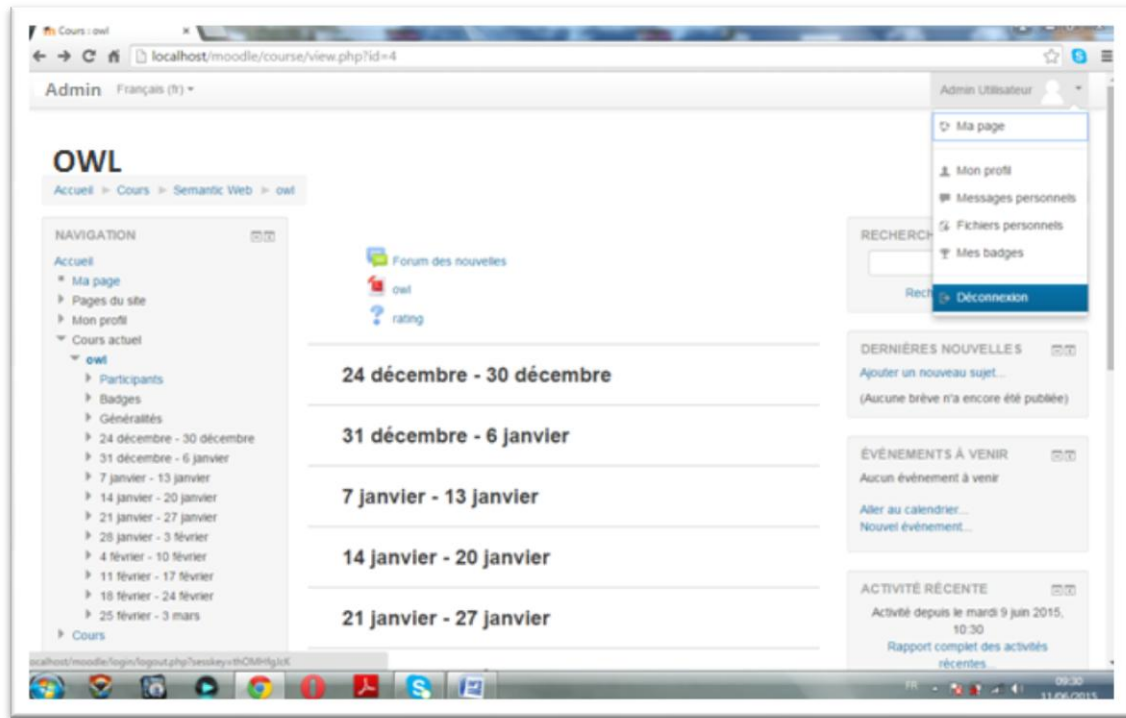 Cours : owl
localhost/moodle/course/view.php?id=4
Admin Français (fr)
Admin Utilisateur
Ma page
Mon profil
Messages personnels
Fichiers personnels
Mes badges
Déconnexion
OWL
Accueil Cours Semantic Web owl
NAVIGATION
Accueil
Ma page
Pages du site
Mon profil
Cours actuel
owl
Participants
Badges
Généralités
24 décembre - 30 décembre
31 décembre - 6 janvier
7 janvier - 13 janvier
14 janvier - 20 janvier
21 janvier - 27 janvier
28 janvier - 3 février
4 février - 10 février
11 février - 17 février
18 février - 24 février
25 février - 3 mars
Cours
Forum des nouvelles
owl
rating
24 décembre - 30 décembre
31 décembre - 6 janvier
7 janvier - 13 janvier
14 janvier - 20 janvier
21 janvier - 27 janvier
RECHERCH
Rech
DERNIÈRES NOUVELLES
Ajouter un nouveau sujet...
(Aucune brève n'a encore été publiée)
ÉVÉNEMENTS À VENIR
Aucun événement à venir
Aller au calendrier...
Nouvel événement...
ACTIVITÉ RÉCENTE
Activité depuis le mardi 9 juin 2015,
10:30
Rapport complet des activités
récentes...
FR
09:30
11/06/2015